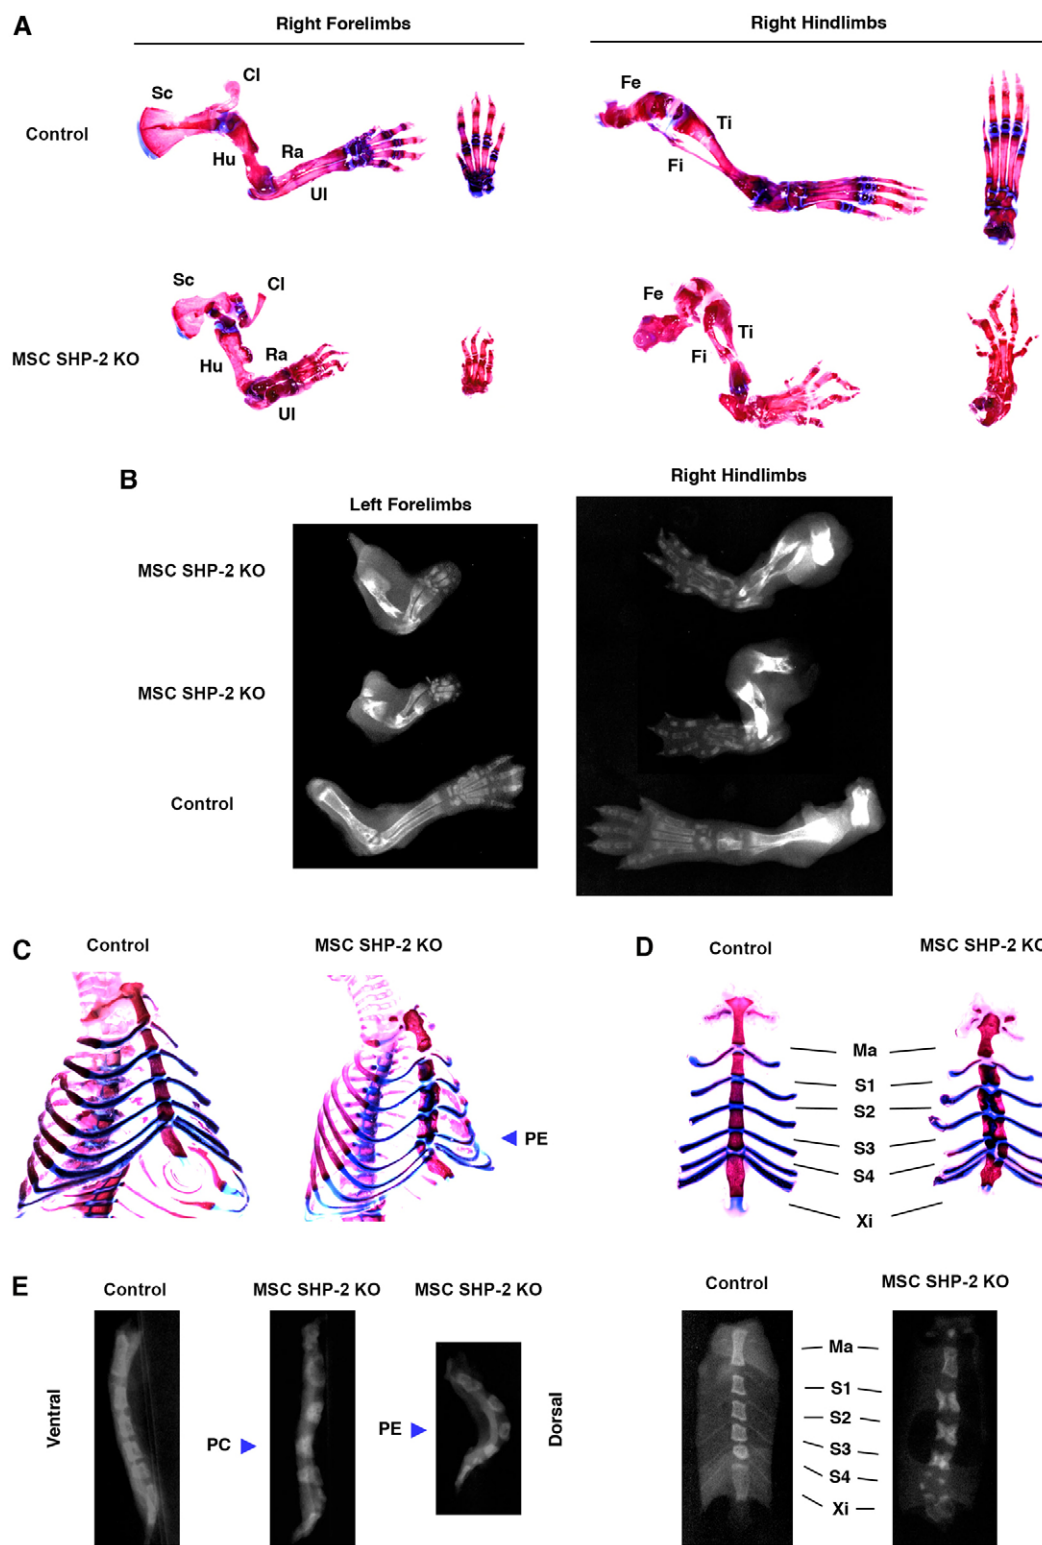 A
Right Forelimbs
Right Hindlimbs
Control
Sc
Cl
Hu
Ra
Ul
Fe
Ti
Fi
MSC SHP-2 KO
Sc
Cl
Hu
Ra
Ul
Fe
Ti
Fi
B
Left Forelimbs
Right Hindlimbs
MSC SHP-2 KO
MSC SHP-2 KO
Control
C
Control
MSC SHP-2 KO
PE
D
Control
MSC SHP-2 KO
Ma
S1
S2
S3
S4
Xi
E
Control
MSC SHP-2 KO
MSC SHP-2 KO
Ventral
PC
PE
Dorsal
Control
MSC SHP-2 KO
Ma
S1
S2
S3
S4
Xi